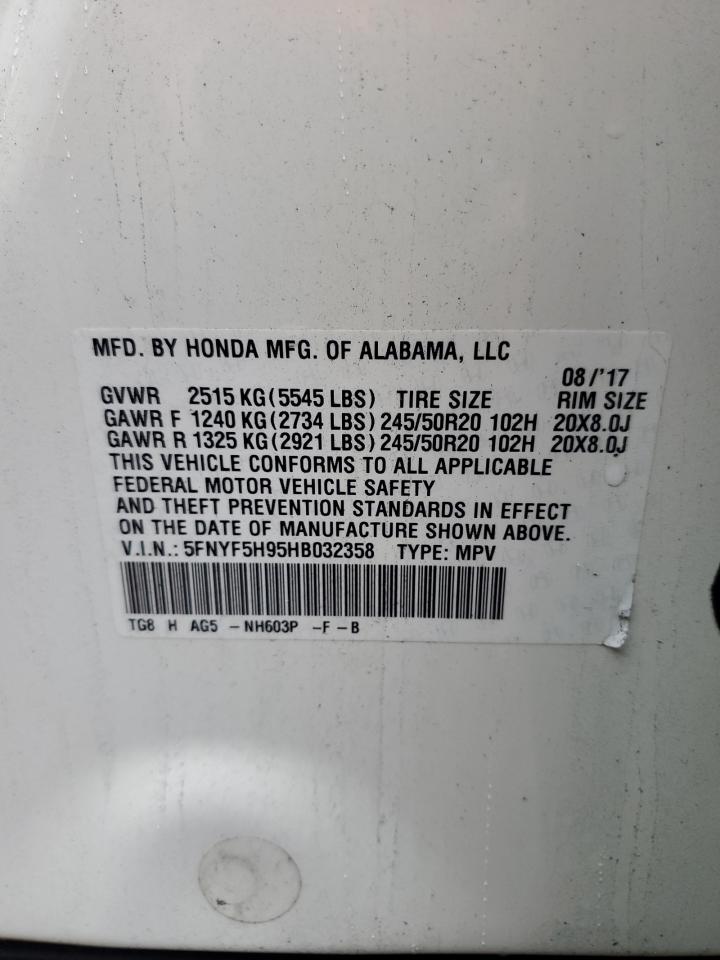 MFD. BY HONDA MFG. OF ALABAMA, LLC
08/'17
GVWR 2515 KG (5545 LBS) TIRE SIZE RIM SIZE
GAWR F 1240 KG (2734 LBS) 245/50R20 102H 20X8.0J
GAWR R 1325 KG (2921 LBS) 245/50R20 102H 20X8.0J
THIS VEHICLE CONFORMS TO ALL APPLICABLE
FEDERAL MOTOR VEHICLE SAFETY
AND THEFT PREVENTION STANDARDS IN EFFECT
ON THE DATE OF MANUFACTURE SHOWN ABOVE.
V.I.N.: 5FNYF5H95HB032358 TYPE: MPV
TG8 H AG5 -NH603P -F-B